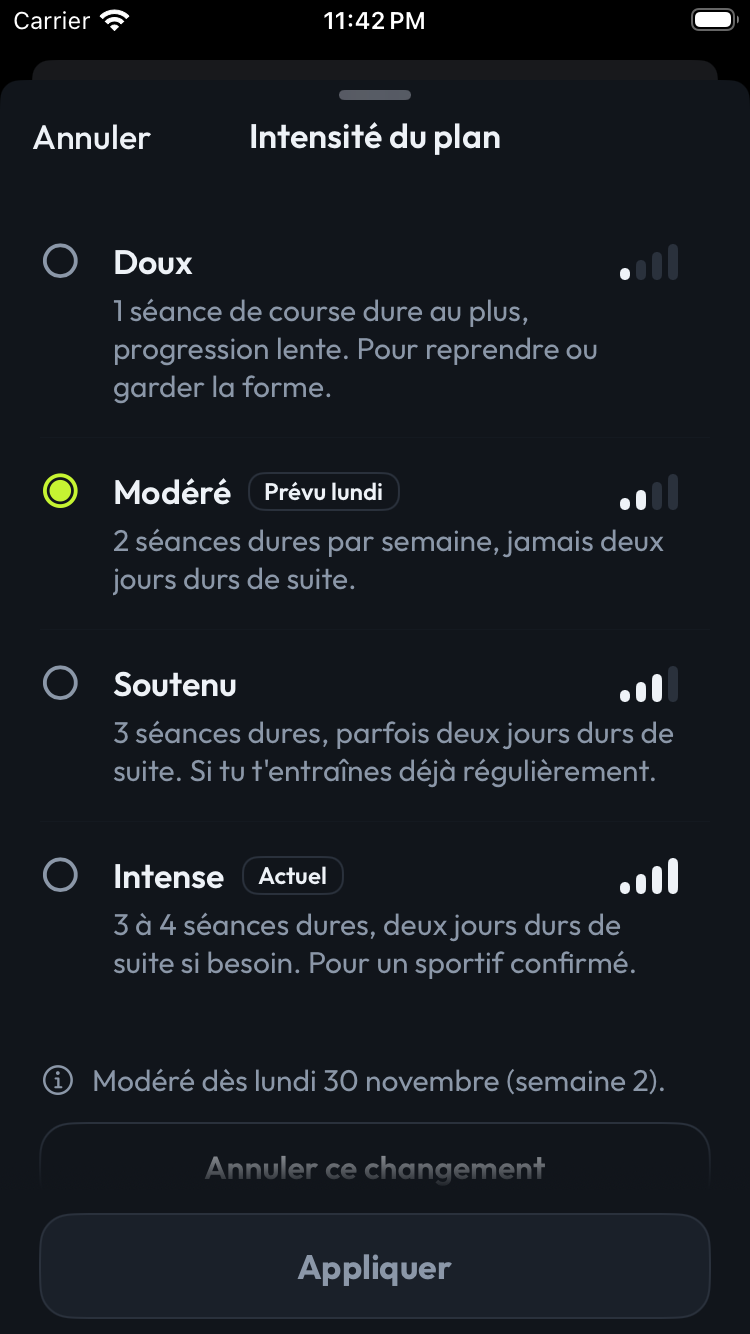 Carrier 11:42 PM
Annuler Intensité du plan
Doux
1 séance de course dure au plus,
progression lente. Pour reprendre ou
garder la forme.
Modéré Prévu lundi
2 séances dures par semaine, jamais deux
jours durs de suite.
Soutenu
3 séances dures, parfois deux jours durs de
suite. Si tu t'entraînes déjà régulièrement.
Intense Actuel
3 à 4 séances dures, deux jours durs de
suite si besoin. Pour un sportif confirmé.
Modéré dès lundi 30 novembre (semaine 2).
Annuler ce changement
Appliquer